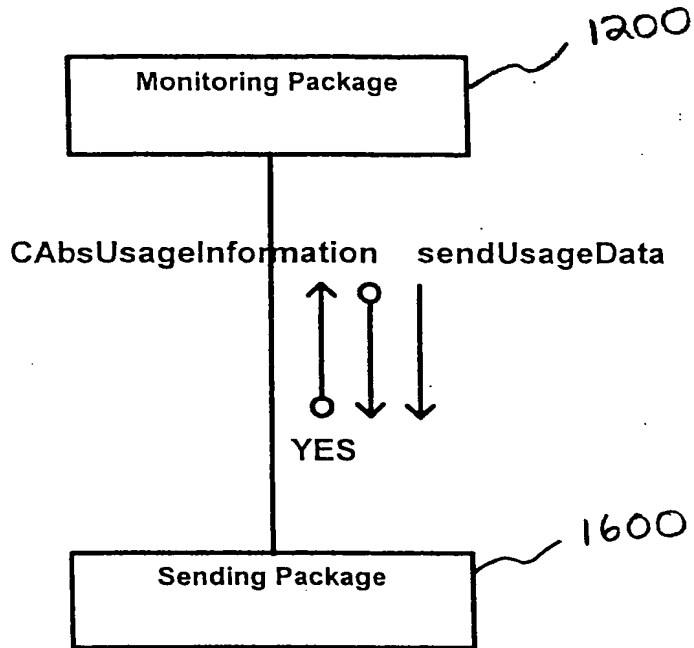 1200
Monitoring Package
CAbsUsageInformation sendUsageData
YES
1600
Sending Package